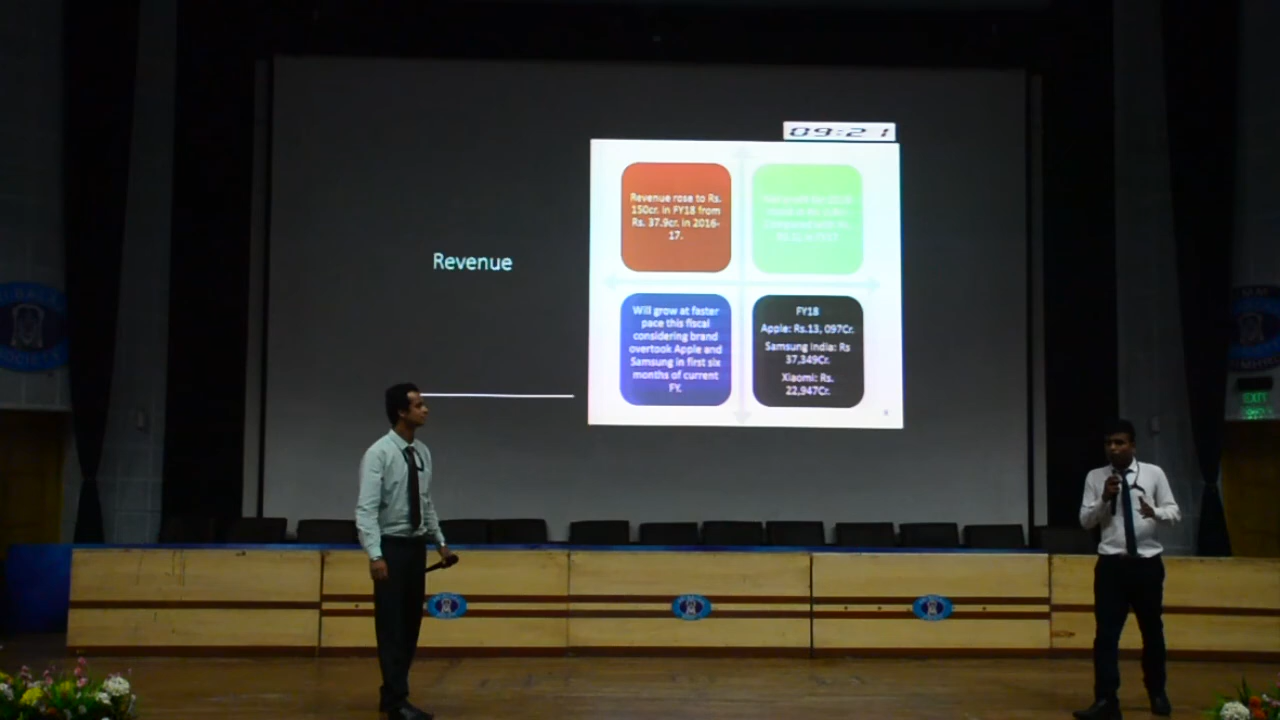 09:21
Revenue
Revenue rose to Rs.
150cr. in FY18 from
Rs. 37.9cr. in 2016-
17.
Will grow at faster
pace this fiscal
considering brand
overtook Apple and
Samsung in first six
months of current
FY.
FY18
Apple: Rs.13, 097Cr.
Samsung India: Rs
37,349Cr.
Xiaomi: Rs.
22,947Cr.
EXIT